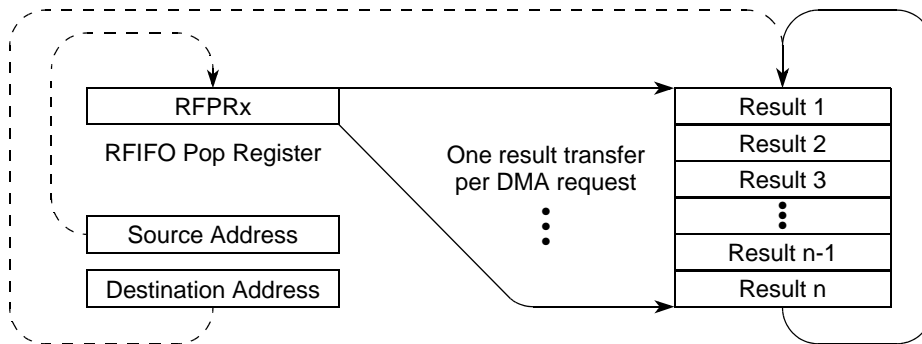 RFPRx
RFIFO Pop Register
Source Address
Destination Address
One result transfer
per DMA request
Result 1
Result 2
Result 3
Result n-1
Result n